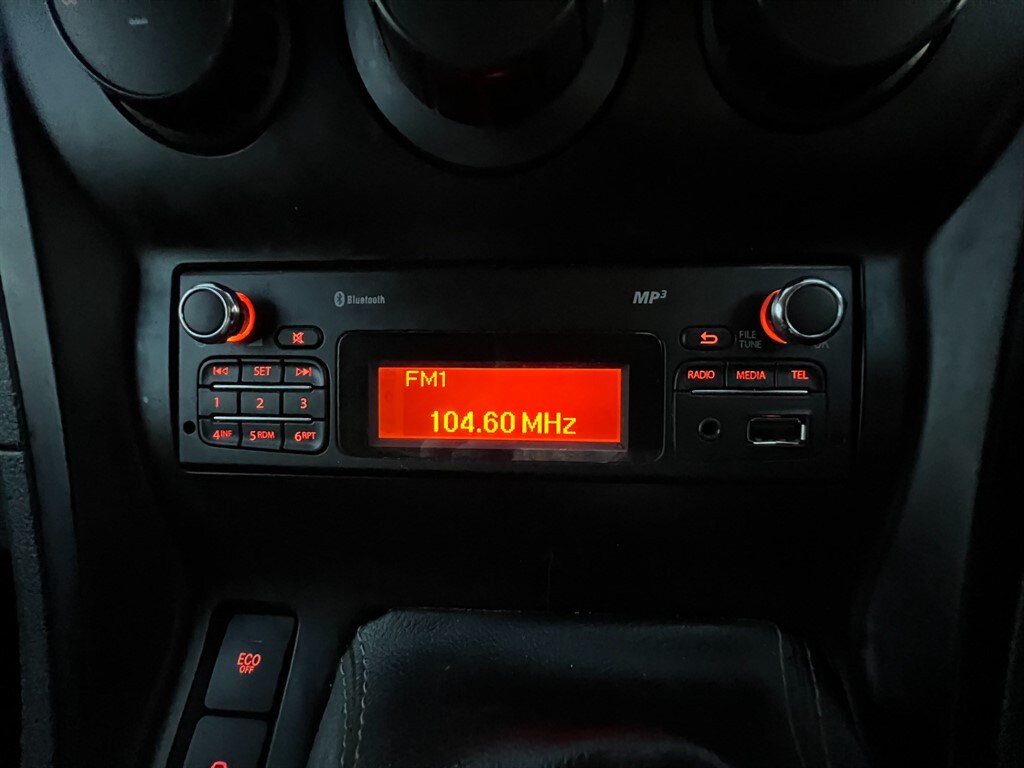 Bluetooth
MP3
FILE
TUNE
OK
SET
RADIO MEDIA TEL
FM1
1 2 3
104.60 MHz
4INF 5RDM 6RPT
ECO
OFF